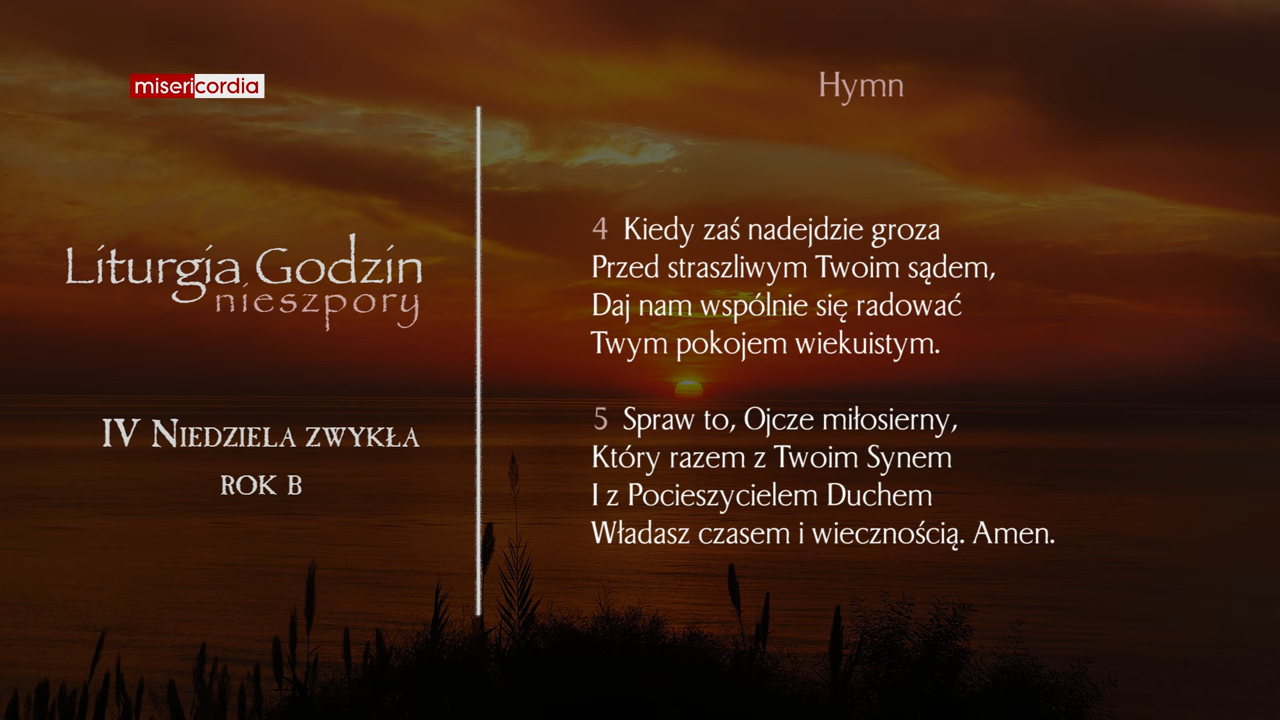 misericordia
Liturgia Godzin
nieszpory
IV Niedziela zwykła
rok B
Hymn
4 Kiedy zaś nadejdzie groza
Przed straszliwym Twoim sądem,
Daj nam wspólnie się radować
Twym pokojem wiekuistym.
5 Spraw to, Ojcze miłosierny,
Który razem z Twoim Synem
I z Pocieszycielem Duchem
Władasz czasem i wiecznością. Amen.